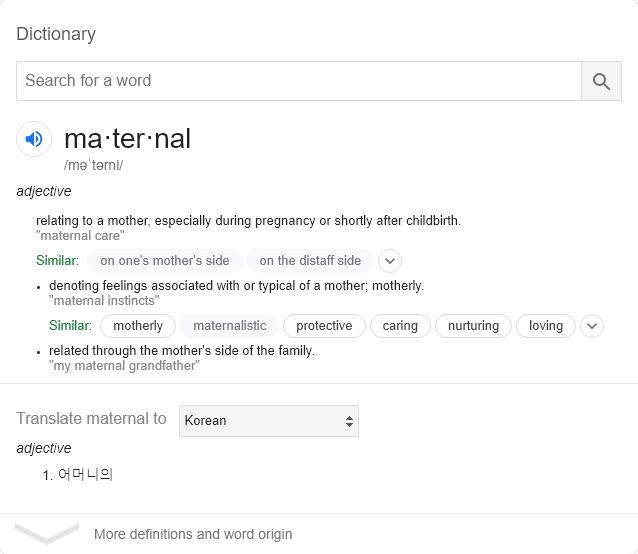 Dictionary
Search for a word
ma·ter·nal
/məˈtərnl/
adjective
relating to a mother, especially during pregnancy or shortly after childbirth.
"maternal care"
Similar: on one's mother's side on the distaff side
• denoting feelings associated with or typical of a mother; motherly.
"maternal instincts"
Similar: motherly maternalistic protective caring nurturing loving
• related through the mother's side of the family.
"my maternal grandfather"
Translate maternal to Korean
adjective
1. 어머니의
More definitions and word origin